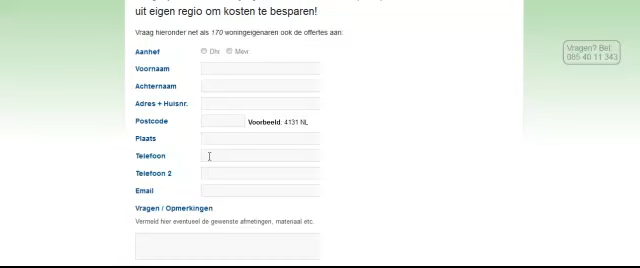 uit eigen regio om kosten te besparen!
Vraag hieronder net als 170 woningeigenaren ook de offertes aan:
Aanhef Dhr Mevr
Vragen? Bel:
085 40 11 343
Voornaam
Achternaam
Adres + Huisnr.
Postcode Voorbeeld: 4131 NL
Plaats
Telefoon
Telefoon 2
Email
Vragen / Opmerkingen
Vermeld hier eventueel de gewenste afmetingen, materiaal etc.